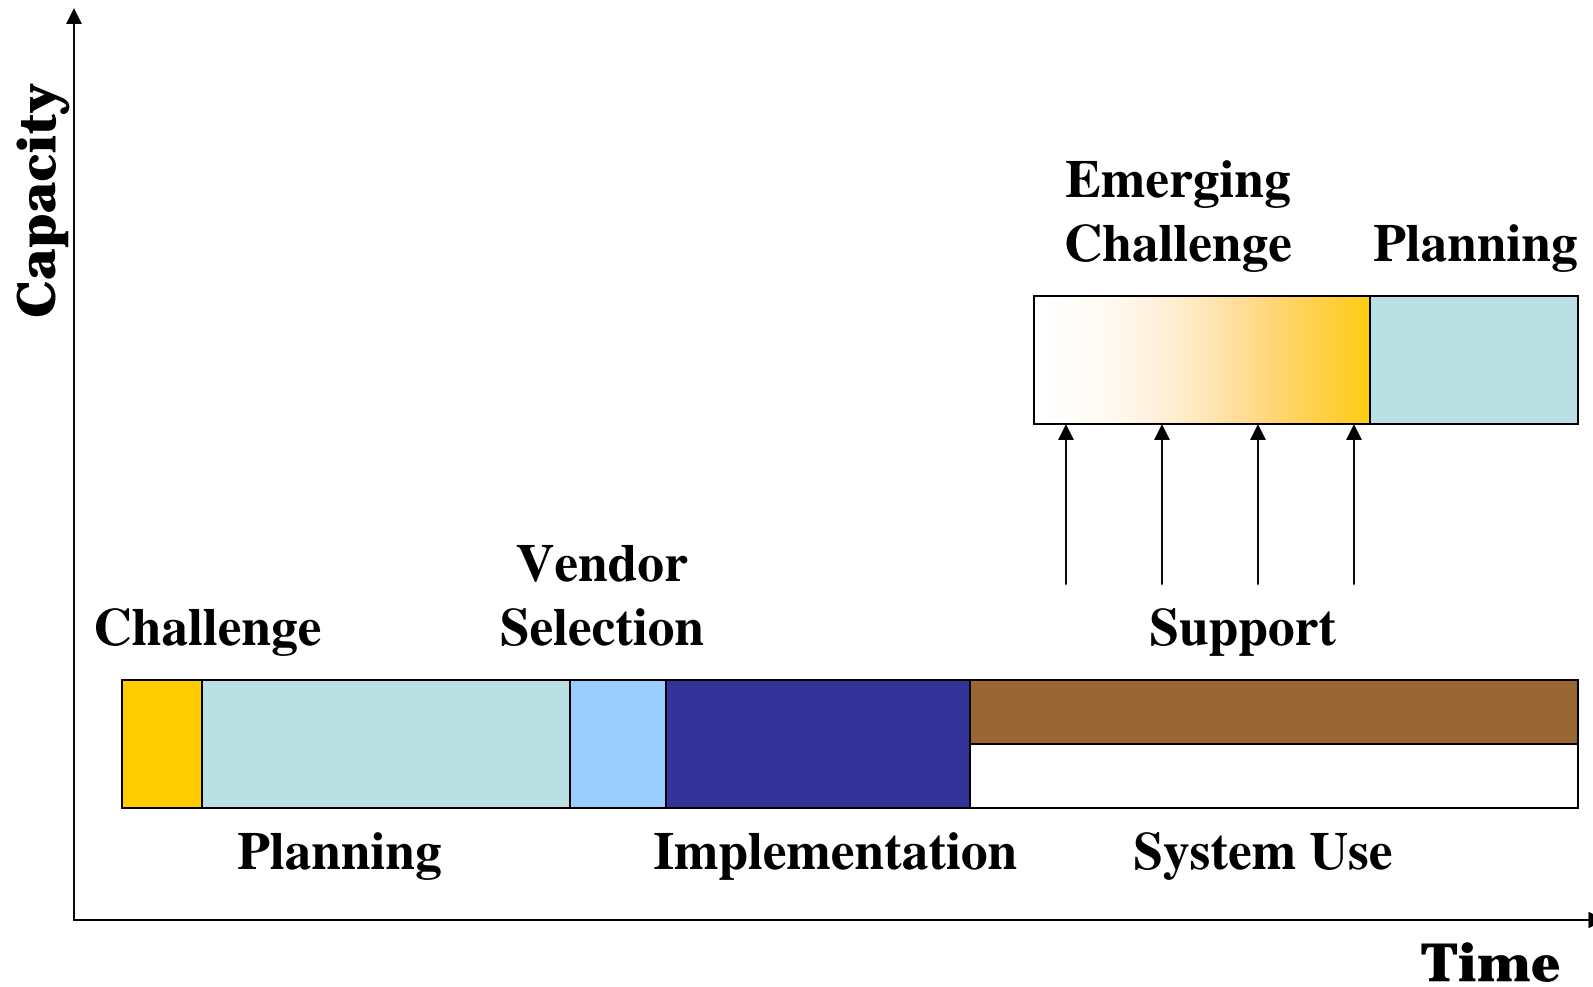 Capacity
Emerging
Challenge
Planning
Vendor
Selection
Challenge
Support
Planning
Implementation
System Use
Time